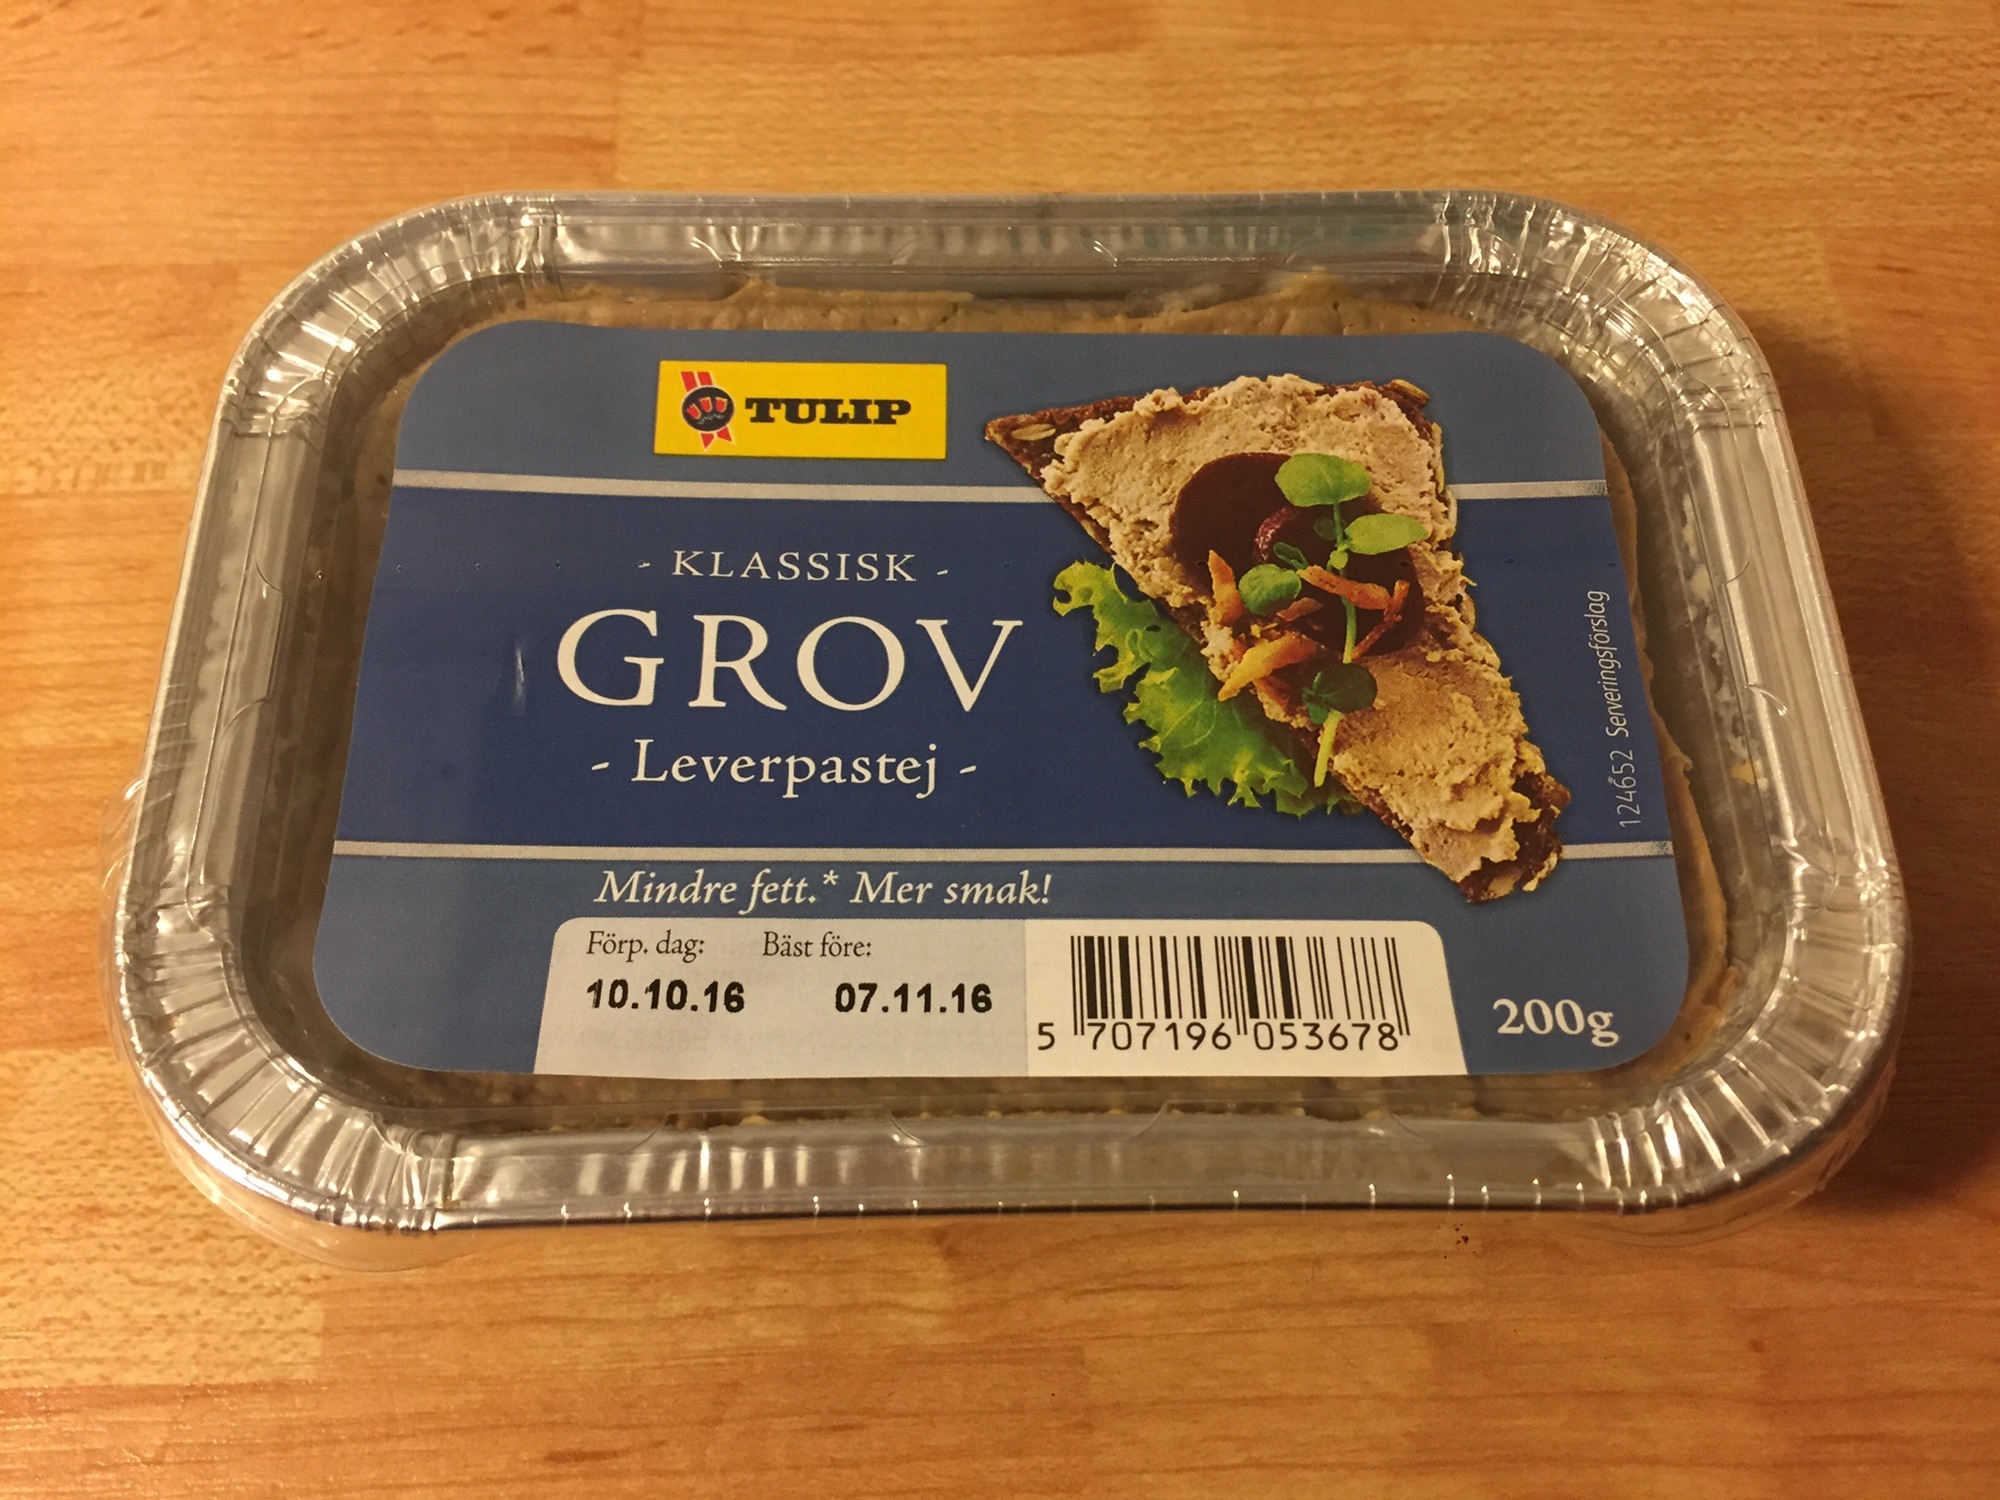 TULIP
- KLASSISK -
GROV
- Leverpastej -
Mindre fett.* Mer smak!
Förp. dag: Bäst före:
10.10.16 07.11.16
5 707196 053678
200g
124652 Serveringsförslag